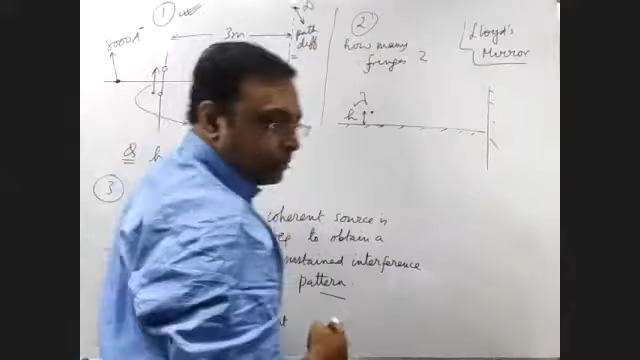 ①
8000Å
3m
path
diff
=
②
how many
fringes ?
Lloyd's
Mirror
λ
h
Q h
③
coherent source is
to obtain a
sustained interference
pattern.